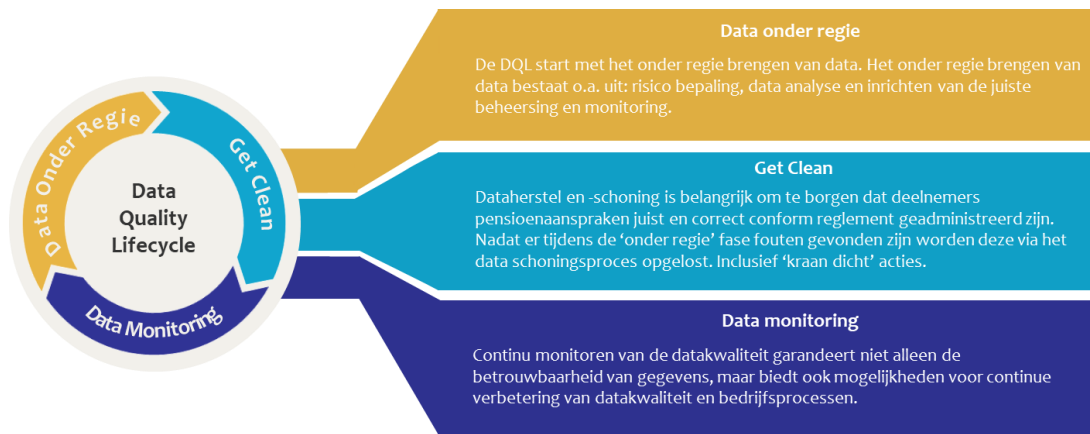 Data Onder Regie
Get Clean
Data Monitoring
Data
Quality
Lifecycle
Data onder regie
De DQL start met het onder regie brengen van data. Het onder regie brengen van
data bestaat o.a. uit: risico bepaling, data analyse en inrichten van de juiste
beheersing en monitoring.
Get Clean
Dataherstel en -schoning is belangrijk om te borgen dat deelnemers
pensioenaanspraken juist en correct conform reglement geadministreerd zijn.
Nadat er tijdens de ‘onder regie’ fase fouten gevonden zijn worden deze via het
data schoningsproces opgelost. Inclusief ‘kraan dicht’ acties.
Data monitoring
Continu monitoren van de datakwaliteit garandeert niet alleen de
betrouwbaarheid van gegevens, maar biedt ook mogelijkheden voor continue
verbetering van datakwaliteit en bedrijfsprocessen.